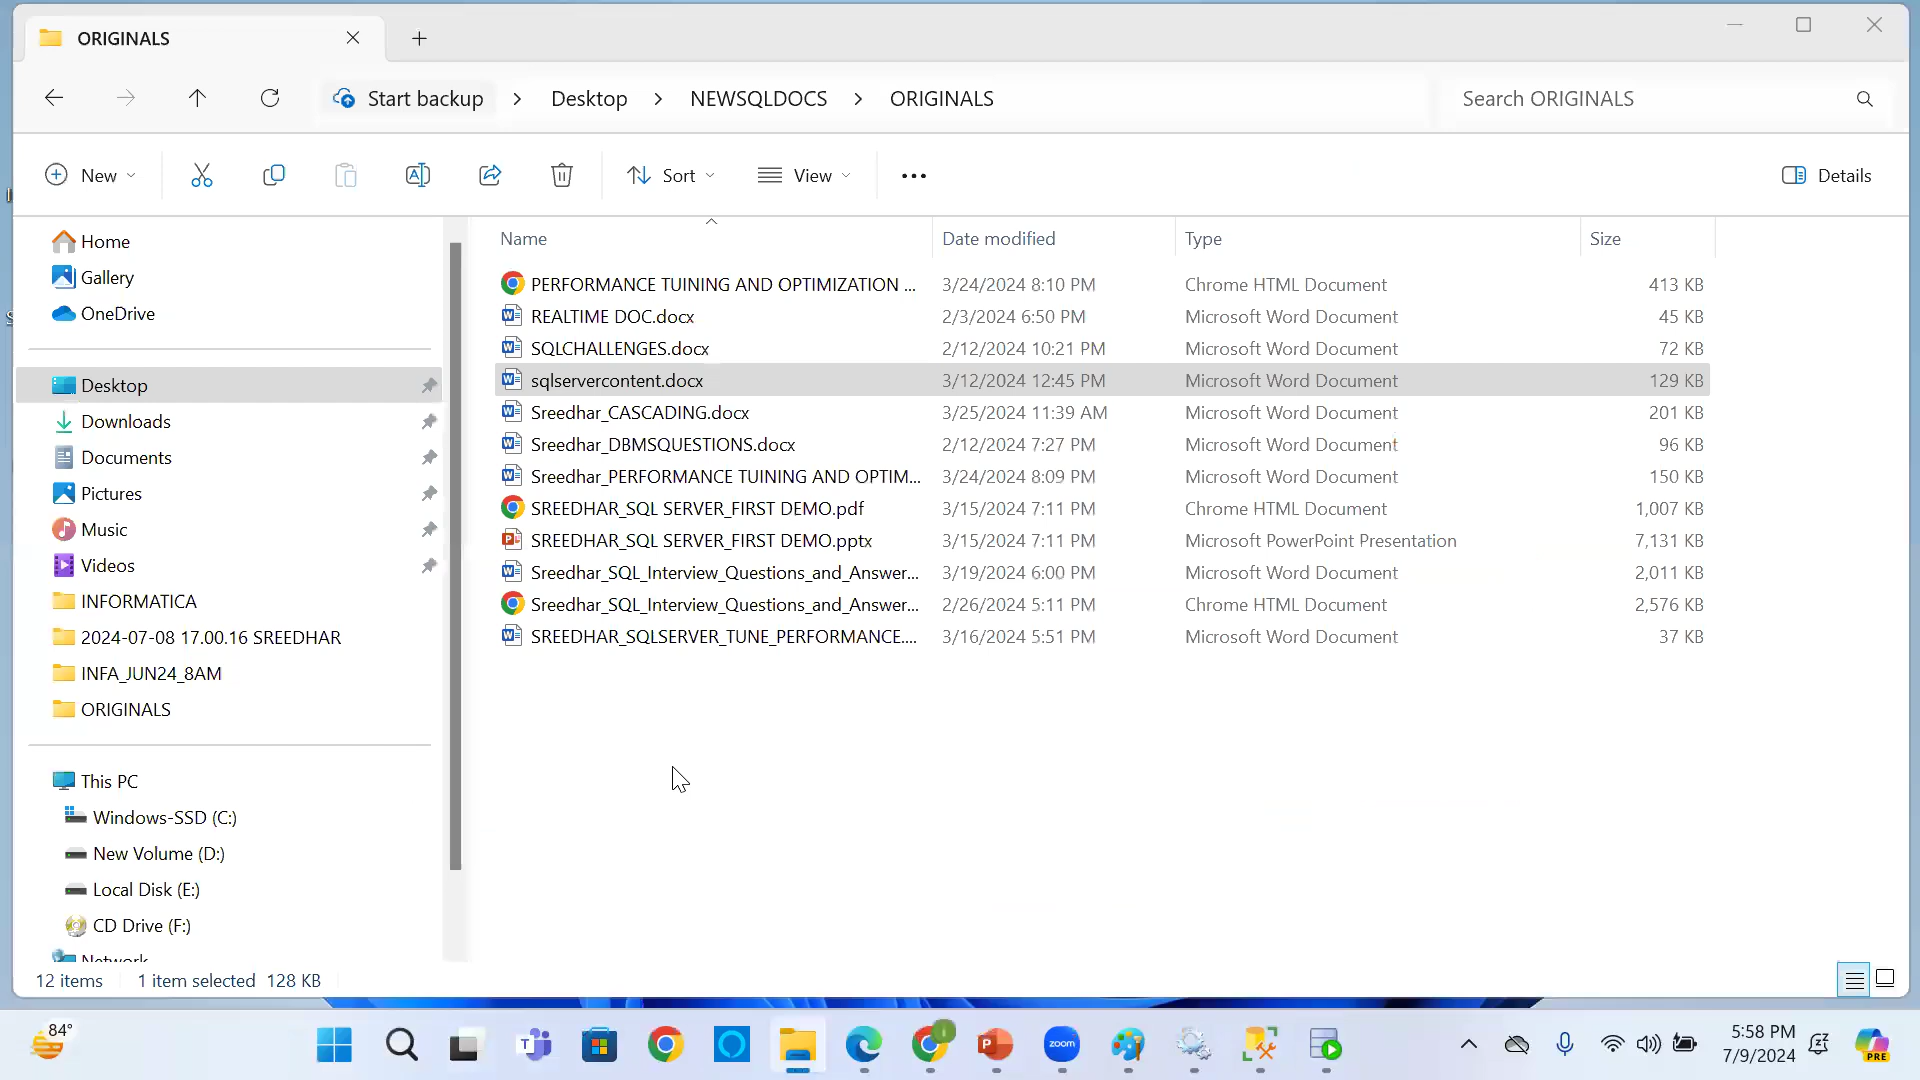 ORIGINALS
Start backup > Desktop > NEWSQLDOCS > ORIGINALS
Search ORIGINALS
New
Sort
View
Details
Home
Gallery
OneDrive
Desktop
Downloads
Documents
Pictures
Music
Videos
INFORMATICA
2024-07-08 17.00.16 SREEDHAR
INFA_JUN24_8AM
ORIGINALS
This PC
Windows-SSD (C:)
New Volume (D:)
Local Disk (E:)
CD Drive (F:)
Network
Name Date modified Type Size
PERFORMANCE TUINING AND OPTIMIZATION ... 3/24/2024 8:10 PM Chrome HTML Document 413 KB
REALTIME DOC.docx 2/3/2024 6:50 PM Microsoft Word Document 45 KB
SQLCHALLENGES.docx 2/12/2024 10:21 PM Microsoft Word Document 72 KB
sqlservercontent.docx 3/12/2024 12:45 PM Microsoft Word Document 129 KB
Sreedhar_CASCADING.docx 3/25/2024 11:39 AM Microsoft Word Document 201 KB
Sreedhar_DBMSQUESTIONS.docx 2/12/2024 7:27 PM Microsoft Word Document 96 KB
Sreedhar_PERFORMANCE TUINING AND OPTIM... 3/24/2024 8:09 PM Microsoft Word Document 150 KB
SREEDHAR_SQL SERVER_FIRST DEMO.pdf 3/15/2024 7:11 PM Chrome HTML Document 1,007 KB
SREEDHAR_SQL SERVER_FIRST DEMO.pptx 3/15/2024 7:11 PM Microsoft PowerPoint Presentation 7,131 KB
Sreedhar_SQL_Interview_Questions_and_Answer... 3/19/2024 6:00 PM Microsoft Word Document 2,011 KB
Sreedhar_SQL_Interview_Questions_and_Answer... 2/26/2024 5:11 PM Chrome HTML Document 2,576 KB
SREEDHAR_SQLSERVER_TUNE_PERFORMANCE.... 3/16/2024 5:51 PM Microsoft Word Document 37 KB
12 items 1 item selected 128 KB
84°
zoom
5:58 PM
7/9/2024
PRE